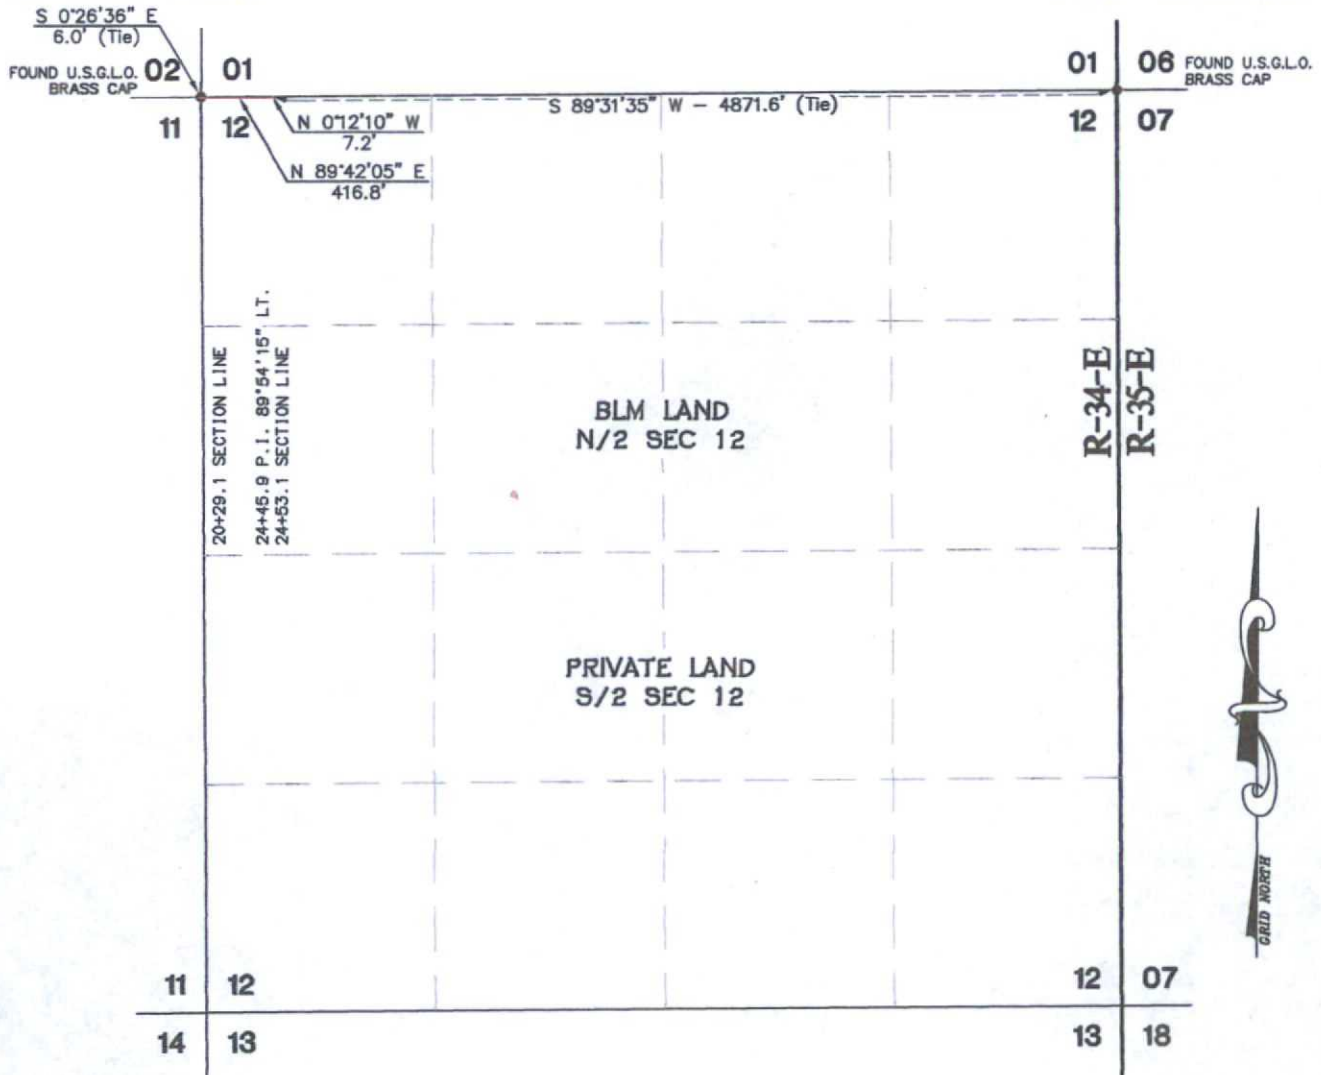 S 0°26'36" E
6.0' (Tie)
FOUND U.S.G.L.O.
BRASS CAP
02 01
11 12
01 06
12 07
FOUND U.S.G.L.O.
BRASS CAP
S 89°31'35" W – 4871.6' (Tie)
N 0°12'10" W
7.2'
N 89°42'05" E
416.8'
20+29.1 SECTION LINE
24+45.9 P.I. 89°54'15" LT.
24+53.1 SECTION LINE
BLM LAND
N/2 SEC 12
R-34-E
R-35-E
PRIVATE LAND
S/2 SEC 12
GRID NORTH
11 12
14 13
12 07
13 18